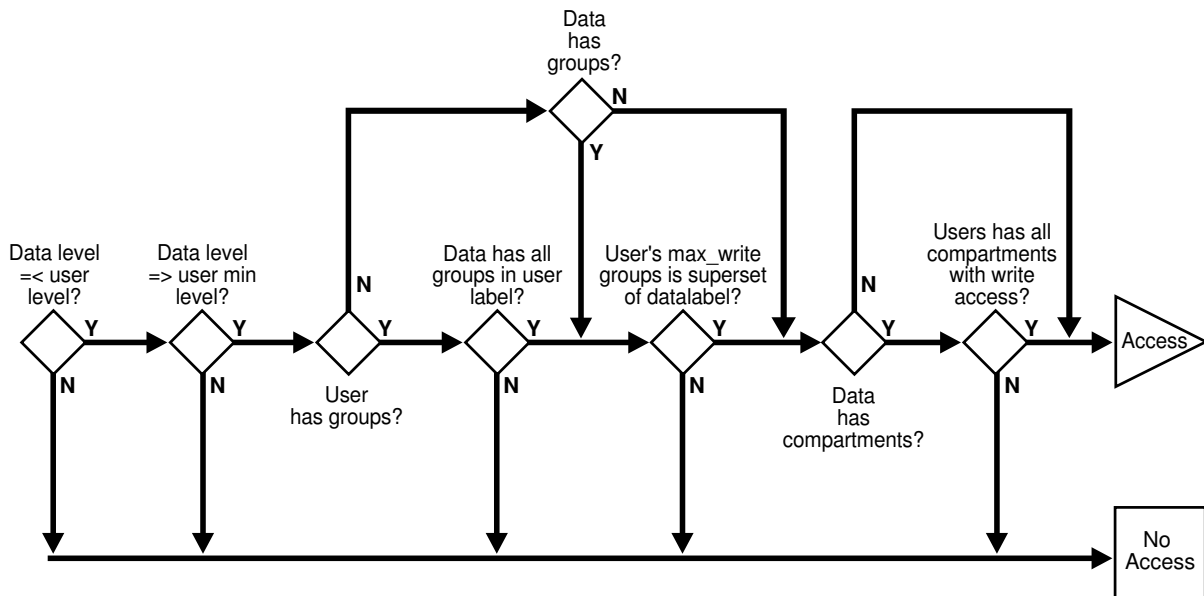 Data
has
groups?
N
Y
Data level
=< user
level?
Y
N
Data level
=> user min
level?
Y
N
N
Y
User
has groups?
Data has all
groups in user
label?
Y
N
User's max_write
groups is superset
of datalabel?
Y
N
N
Y
Data
has
compartments?
Users has all
compartments
with write
access?
Y
N
Access
No
Access